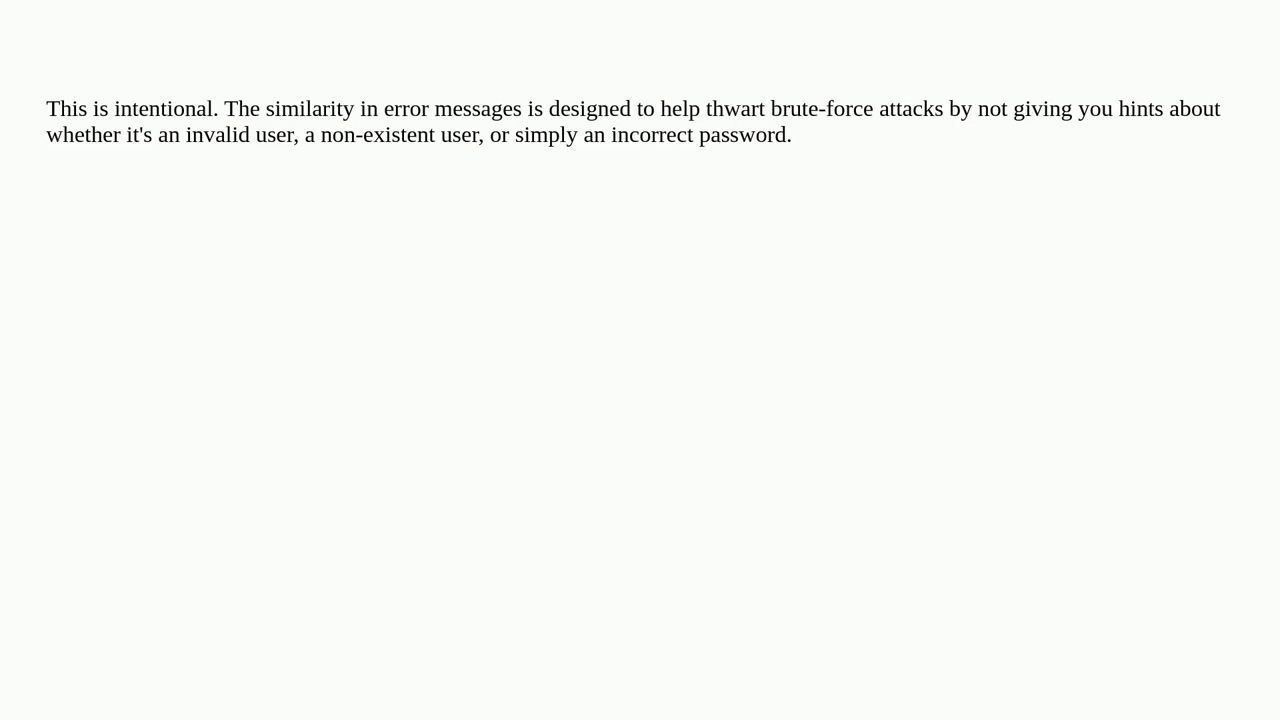 This is intentional. The similarity in error messages is designed to help thwart brute-force attacks by not giving you hints about
whether it's an invalid user, a non-existent user, or simply an incorrect password.